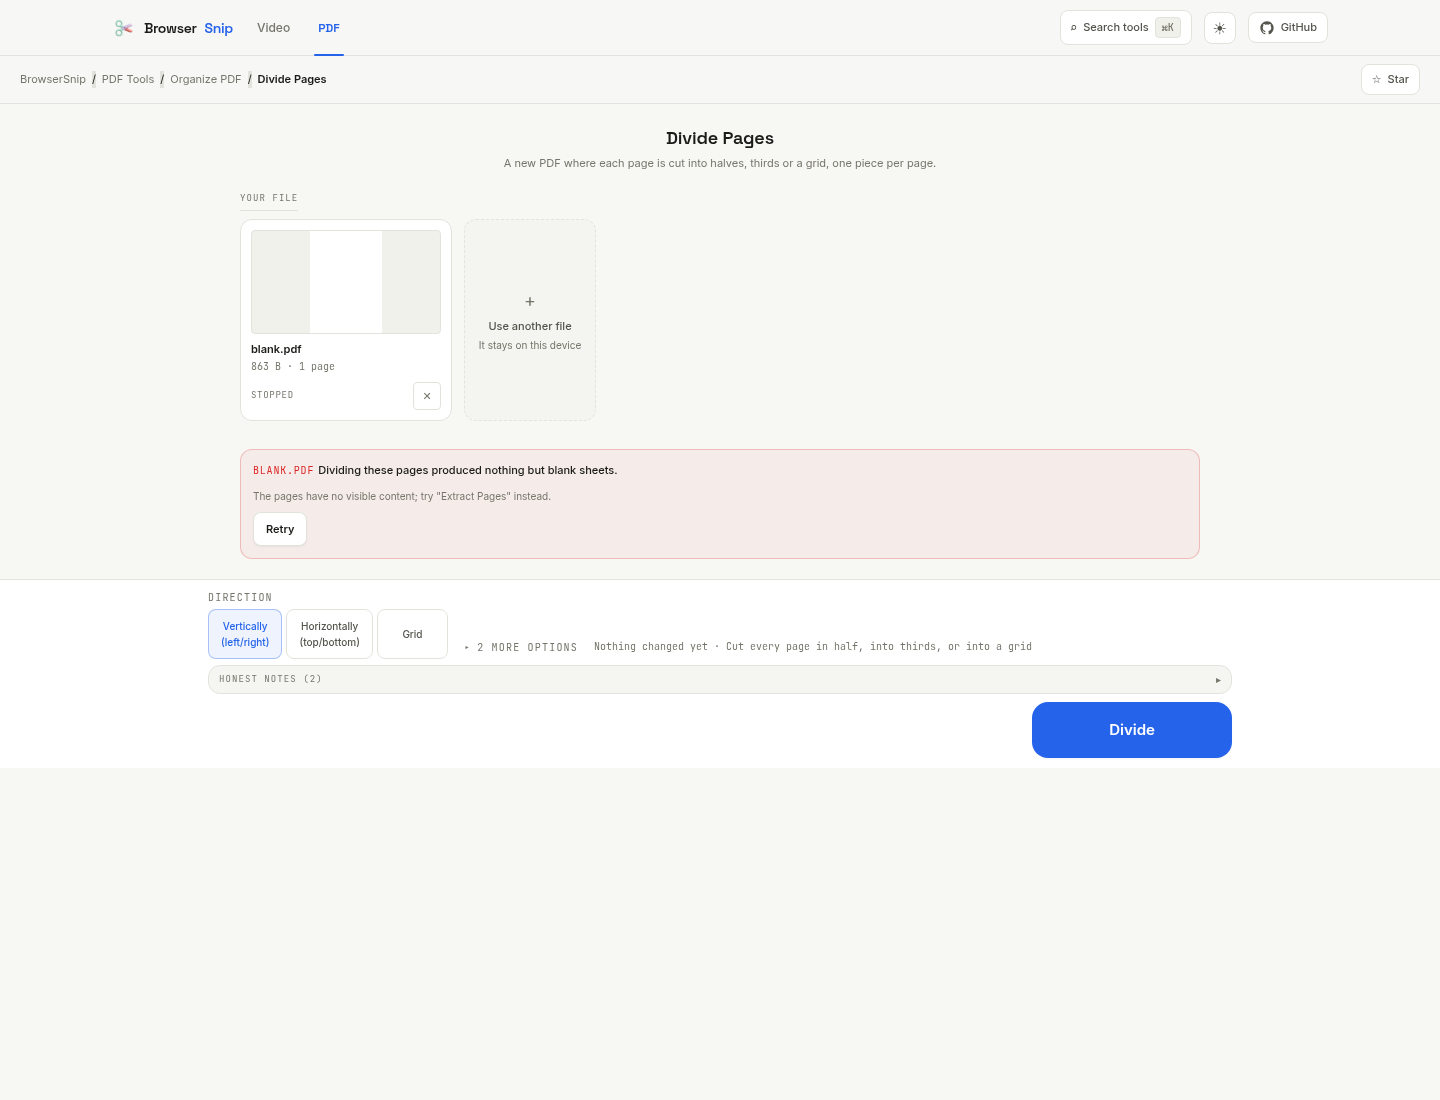 Browser Snip
Video
PDF
Search tools
⌘K
GitHub
BrowserSnip / PDF Tools / Organize PDF / Divide Pages
☆ Star
Divide Pages
A new PDF where each page is cut into halves, thirds or a grid, one piece per page.
YOUR FILE
blank.pdf
863 B · 1 page
STOPPED
×
+
Use another file
It stays on this device
BLANK.PDF Dividing these pages produced nothing but blank sheets.
The pages have no visible content; try "Extract Pages" instead.
Retry
DIRECTION
Vertically
(left/right)
Horizontally
(top/bottom)
Grid
▸ 2 MORE OPTIONS
Nothing changed yet · Cut every page in half, into thirds, or into a grid
HONEST NOTES (2)
Divide